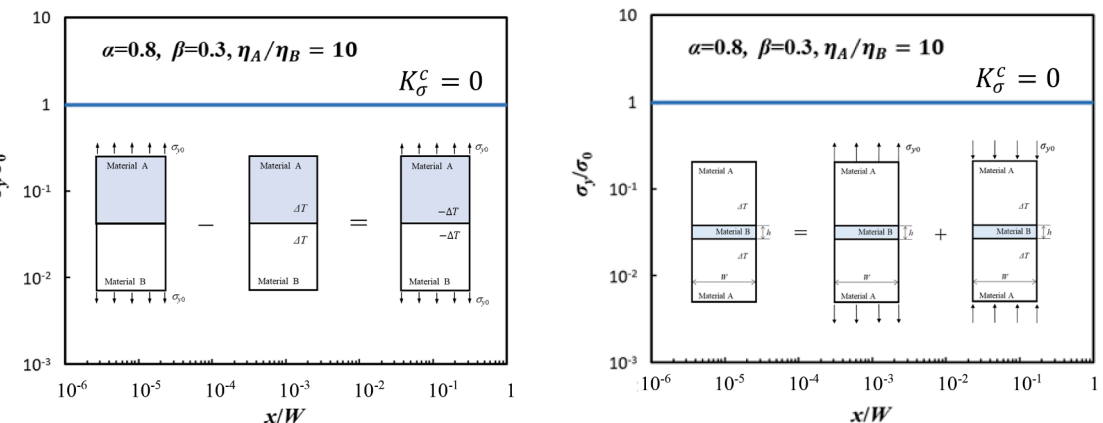 10
α=0.8, β=0.3, η_A/η_B = 10
K_σ^c = 0
1
10⁻¹
10⁻²
10⁻³
σ_y0
σ_y0
Material A
Material A
Material A
−
=
ΔT
−ΔT
ΔT
−ΔT
Material B
Material B
Material B
σ_y0
σ_y0
10⁻⁶
10⁻⁵
10⁻⁴
10⁻³
10⁻²
10⁻¹
1
x/W
10
α=0.8, β=0.3, η_A/η_B = 10
K_σ^c = 0
1
10⁻¹
10⁻²
10⁻³
σ_y/σ_0
σ_y0
σ_y0
Material A
Material A
Material A
ΔT
ΔT
Material B
h
=
Material B
h
+
Material B
h
ΔT
ΔT
W
W
W
Material A
Material A
Material A
10⁻⁶
10⁻⁵
10⁻⁴
10⁻³
10⁻²
10⁻¹
1
x/W